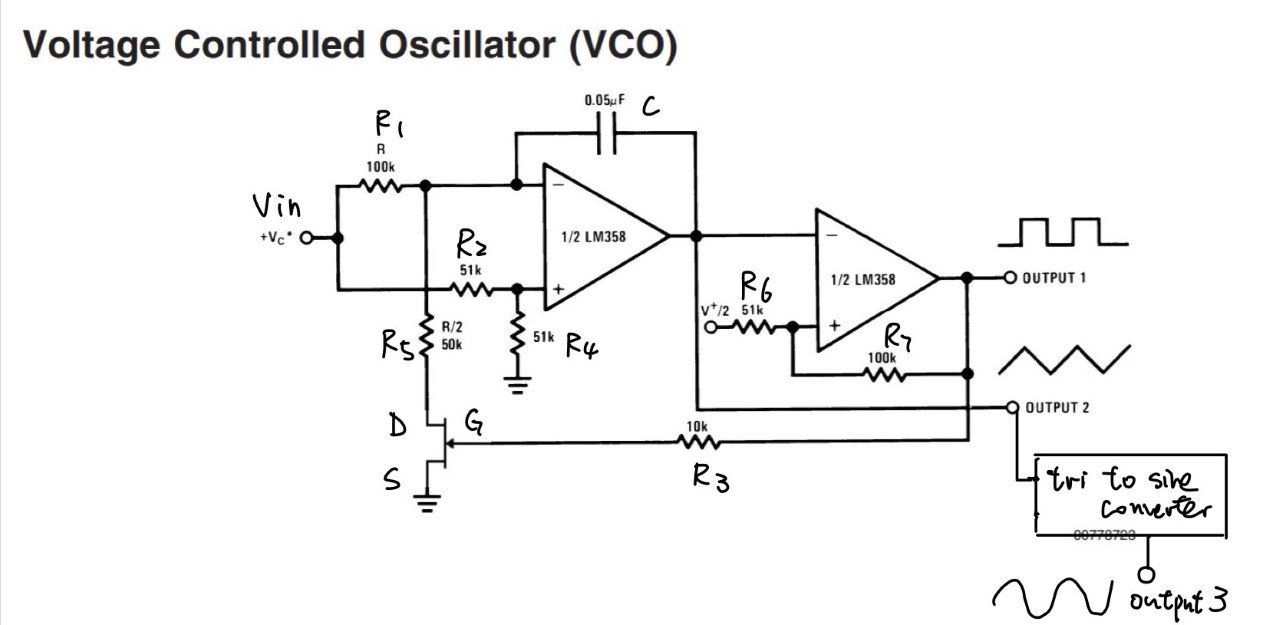 Voltage Controlled Oscillator (VCO)
0.05μF C
R1
R
100k
Vin
+Vc*
R2
51k
−
1/2 LM358
+
51k R4
R5
R/2
50k
D G
S
−
1/2 LM358
+
R6
V+/2 51k
R7
100k
OUTPUT 1
OUTPUT 2
10k
R3
tri to sine
converter
00778723
output 3